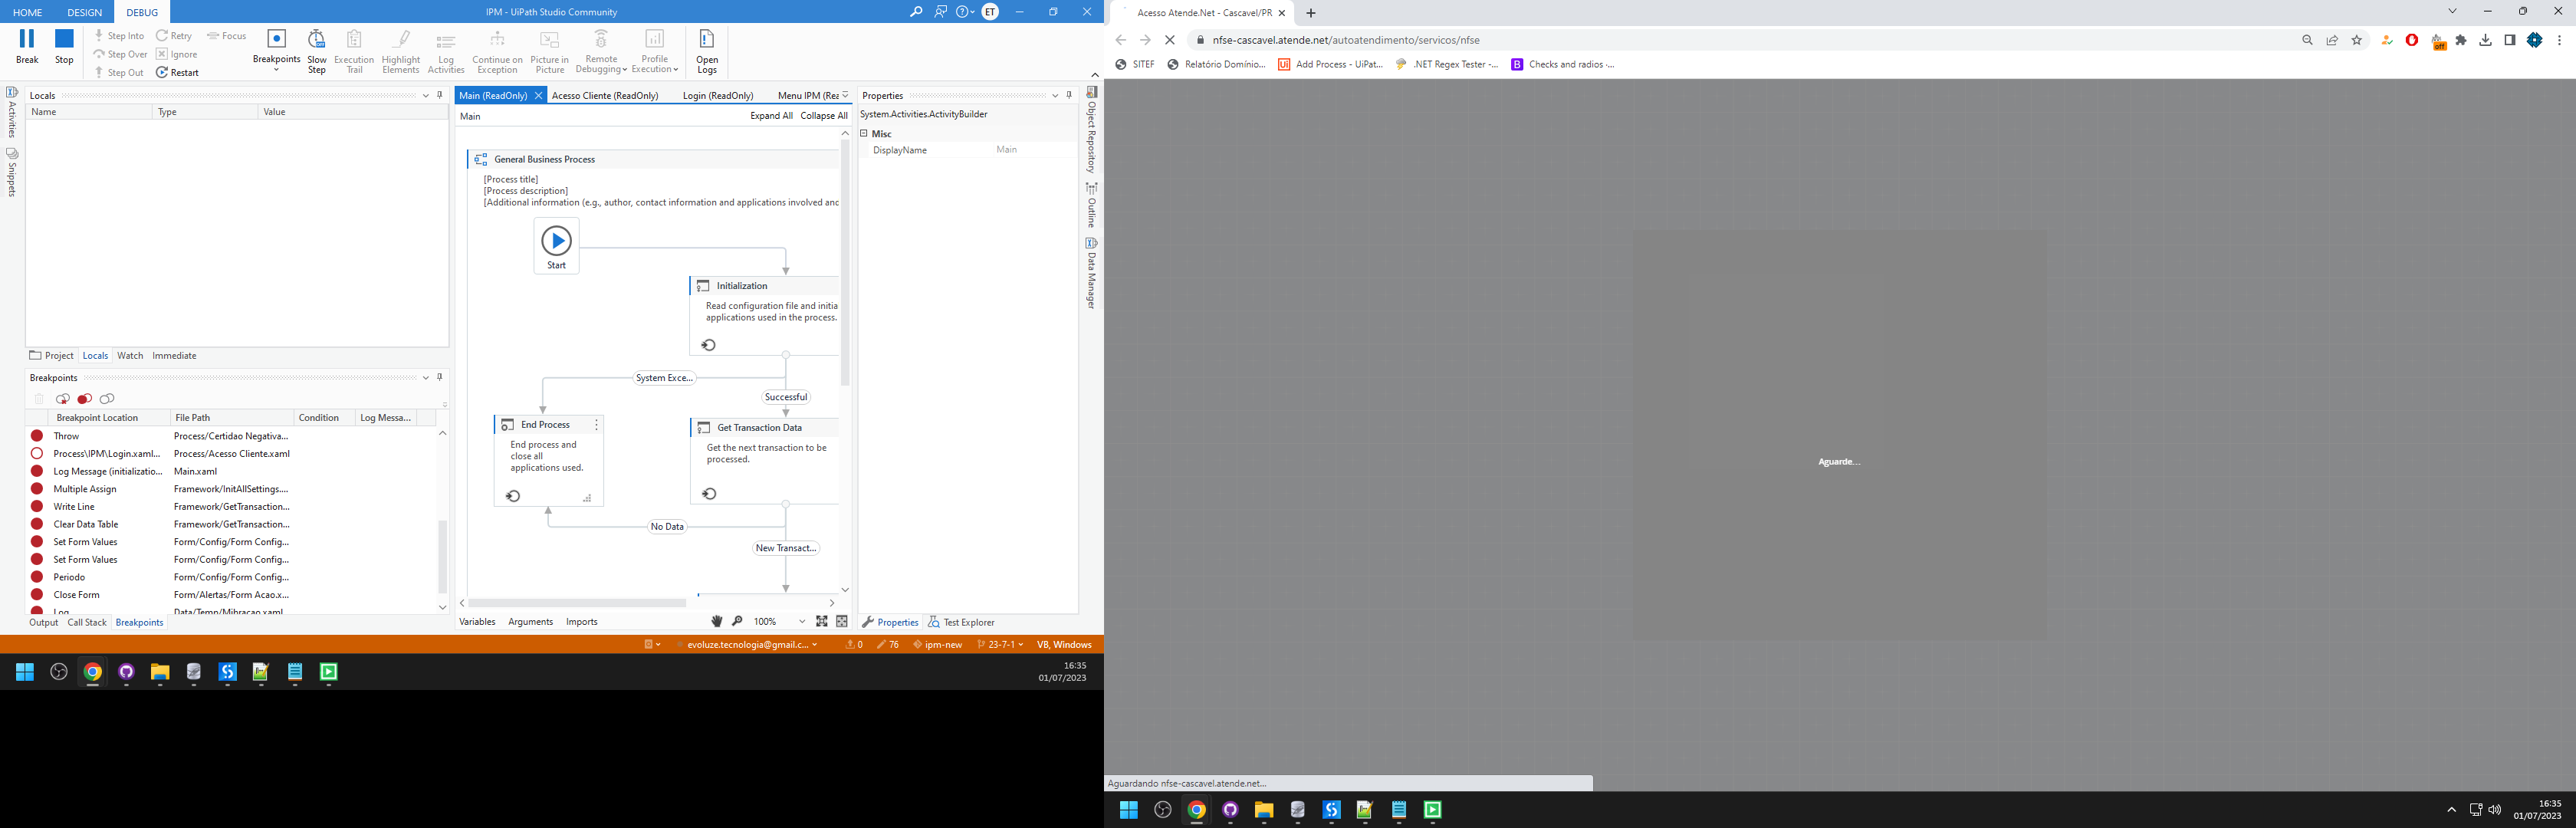 HOME DESIGN DEBUG IPM - UiPath Studio Community ET
Break Stop Step Into Step Over Step Out Retry Ignore Restart Focus
Breakpoints Slow Step Execution Trail Highlight Elements Log Activities Continue on Exception Picture in Picture Remote Debugging Profile Execution Open Logs
Activities
Snippets
Locals
Name Type Value
Project Locals Watch Immediate
Breakpoints
Breakpoint Location File Path Condition Log Messa...
Throw Process/Certidao Negativa...
Process\IPM\Login.xaml... Process/Acesso Cliente.xaml
Log Message (initializatio... Main.xaml
Multiple Assign Framework/InitAllSettings....
Write Line Framework/GetTransaction...
Clear Data Table Framework/GetTransaction...
Set Form Values Form/Config/Form Config...
Set Form Values Form/Config/Form Config...
Periodo Form/Config/Form Config...
Close Form Form/Alertas/Form Acao.x...
Log Data/Temp/Mibracao.xaml
Output Call Stack Breakpoints
Main (ReadOnly) Acesso Cliente (ReadOnly) Login (ReadOnly) Menu IPM (Rea
Main Expand All Collapse All
General Business Process
[Process title]
[Process description]
[Additional information (e.g., author, contact information and applications involved and
Start
Initialization
Read configuration file and initia
applications used in the process.
System Exce...
Successful
End Process
End process and
close all
applications used.
Get Transaction Data
Get the next transaction to be
processed.
No Data
New Transact...
Variables Arguments Imports 100%
Properties
System.Activities.ActivityBuilder
Misc
DisplayName Main
Properties Test Explorer
Object Repository
Outline
Data Manager
evoluze.tecnologia@gmail.c... 0 76 ipm-new 23-7-1 VB, Windows
16:35
01/07/2023
Acesso Atende.Net - Cascavel/PR
nfse-cascavel.atende.net/autoatendimento/servicos/nfse
off
SITEF Relatório Domínio... Ui Add Process - UiPat... .NET Regex Tester -... B Checks and radios ·...
Aguarde...
Aguardando nfse-cascavel.atende.net...
16:35
01/07/2023